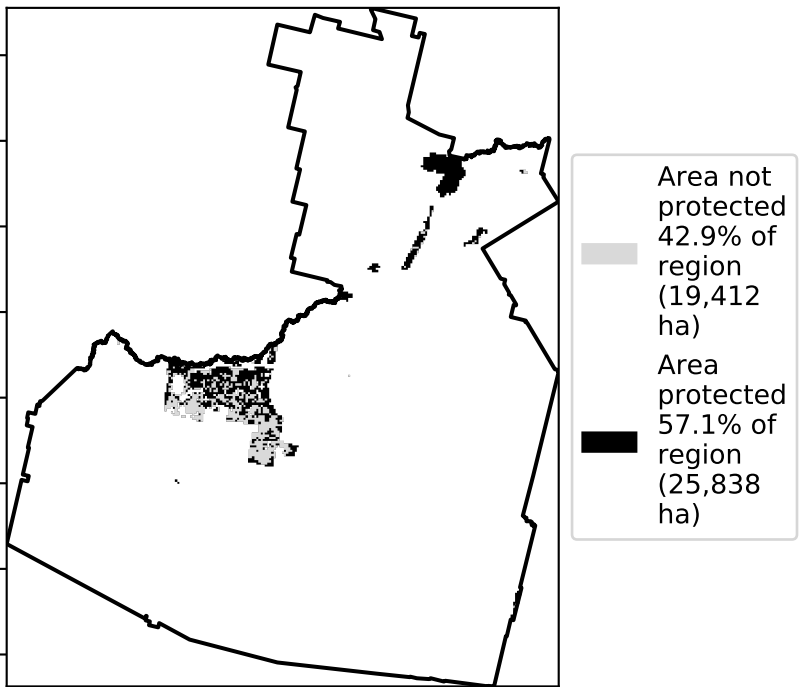 Area not
protected
42.9% of
region
(19,412
ha)
Area
protected
57.1% of
region
(25,838
ha)